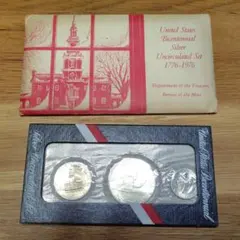 United States
Bicentennial
Silver
Uncirculated Set
1776-1976
Department of the Treasury
Bureau of the Mint
United States Bicentennial